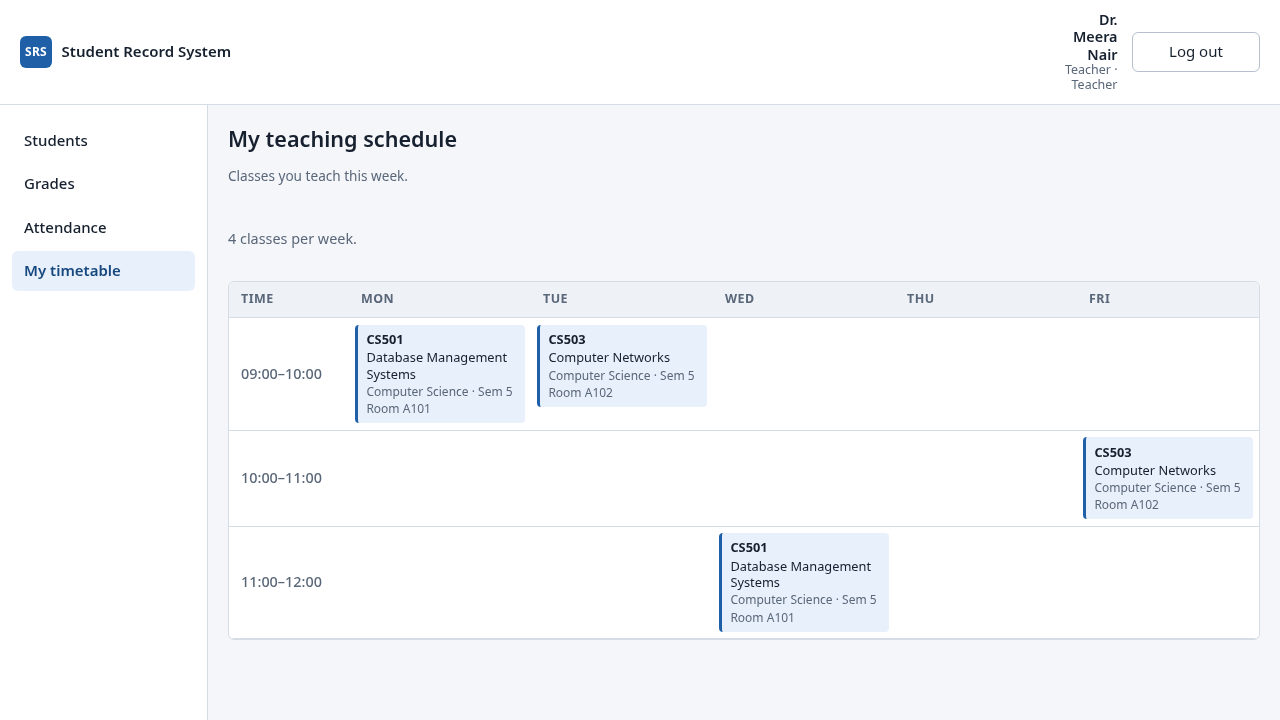 SRS
Student Record System
Dr.
Meera
Nair
Teacher ·
Teacher
Log out
Students
Grades
Attendance
My timetable
My teaching schedule
Classes you teach this week.
4 classes per week.
TIME MON TUE WED THU FRI
09:00–10:00
CS501
Database Management
Systems
Computer Science · Sem 5
Room A101
CS503
Computer Networks
Computer Science · Sem 5
Room A102
10:00–11:00
CS503
Computer Networks
Computer Science · Sem 5
Room A102
11:00–12:00
CS501
Database Management
Systems
Computer Science · Sem 5
Room A101